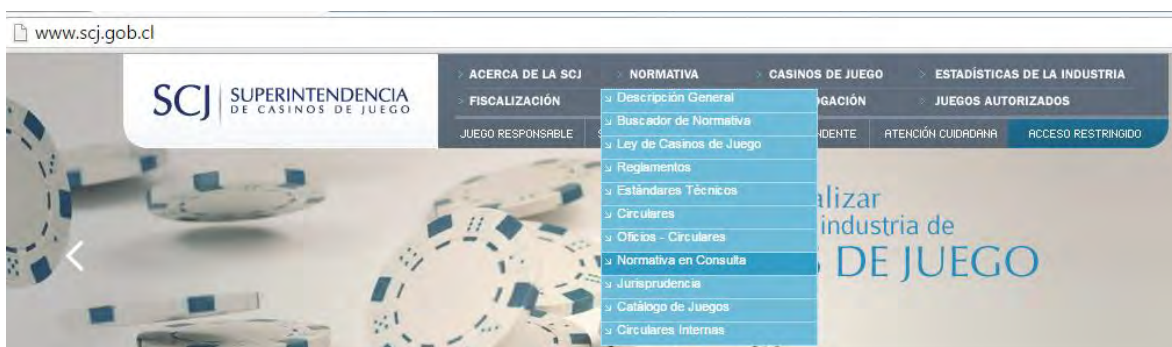 www.scj.gob.cl
SCJ SUPERINTENDENCIA
DE CASINOS DE JUEGO
ACERCA DE LA SCJ NORMATIVA CASINOS DE JUEGO ESTADÍSTICAS DE LA INDUSTRIA
FISCALIZACIÓN OGACIÓN JUEGOS AUTORIZADOS
JUEGO RESPONSABLE S NDENTE ATENCIÓN CUIDADANA ACCESO RESTRINGIDO
Descripción General
Buscador de Normativa
Ley de Casinos de Juego
Reglamentos
Estándares Técnicos
Circulares
Oficios - Circulares
Normativa en Consulta
Jurisprudencia
Catálogo de Juegos
Circulares Internas
alizar
industria de
DE JUEGO